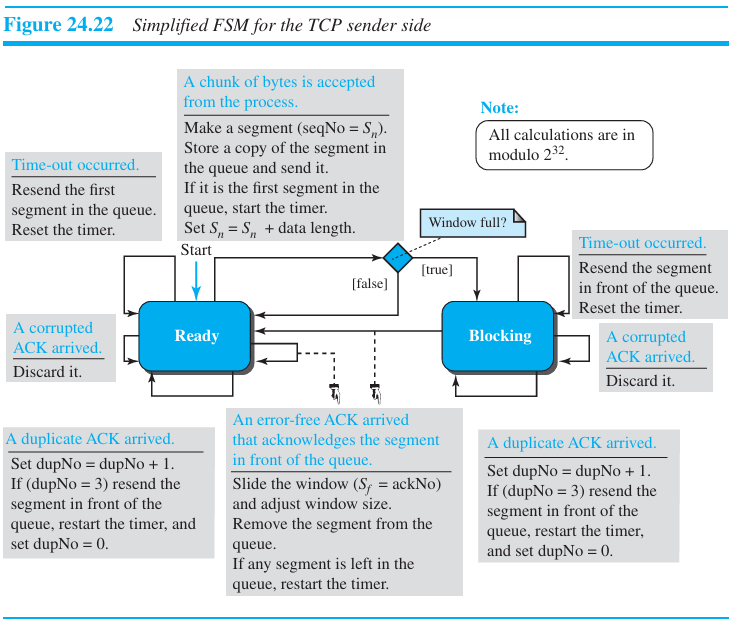 Figure 24.22 Simplified FSM for the TCP sender side
A chunk of bytes is accepted
from the process.
Make a segment (seqNo = Sn).
Store a copy of the segment in
the queue and send it.
If it is the first segment in the
queue, start the timer.
Set Sn = Sn + data length.
Note:
All calculations are in
modulo 2^32.
Time-out occurred.
Resend the first
segment in the queue.
Reset the timer.
Start
Window full?
[false]
[true]
Time-out occurred.
Resend the segment
in front of the queue.
Reset the timer.
A corrupted
ACK arrived.
Discard it.
Ready
Blocking
A corrupted
ACK arrived.
Discard it.
A duplicate ACK arrived.
Set dupNo = dupNo + 1.
If (dupNo = 3) resend the
segment in front of the
queue, restart the timer, and
set dupNo = 0.
An error-free ACK arrived
that acknowledges the segment
in front of the queue.
Slide the window (Sf = ackNo)
and adjust window size.
Remove the segment from the
queue.
If any segment is left in the
queue, restart the timer.
A duplicate ACK arrived.
Set dupNo = dupNo + 1.
If (dupNo = 3) resend the
segment in front of the
queue, restart the timer,
and set dupNo = 0.